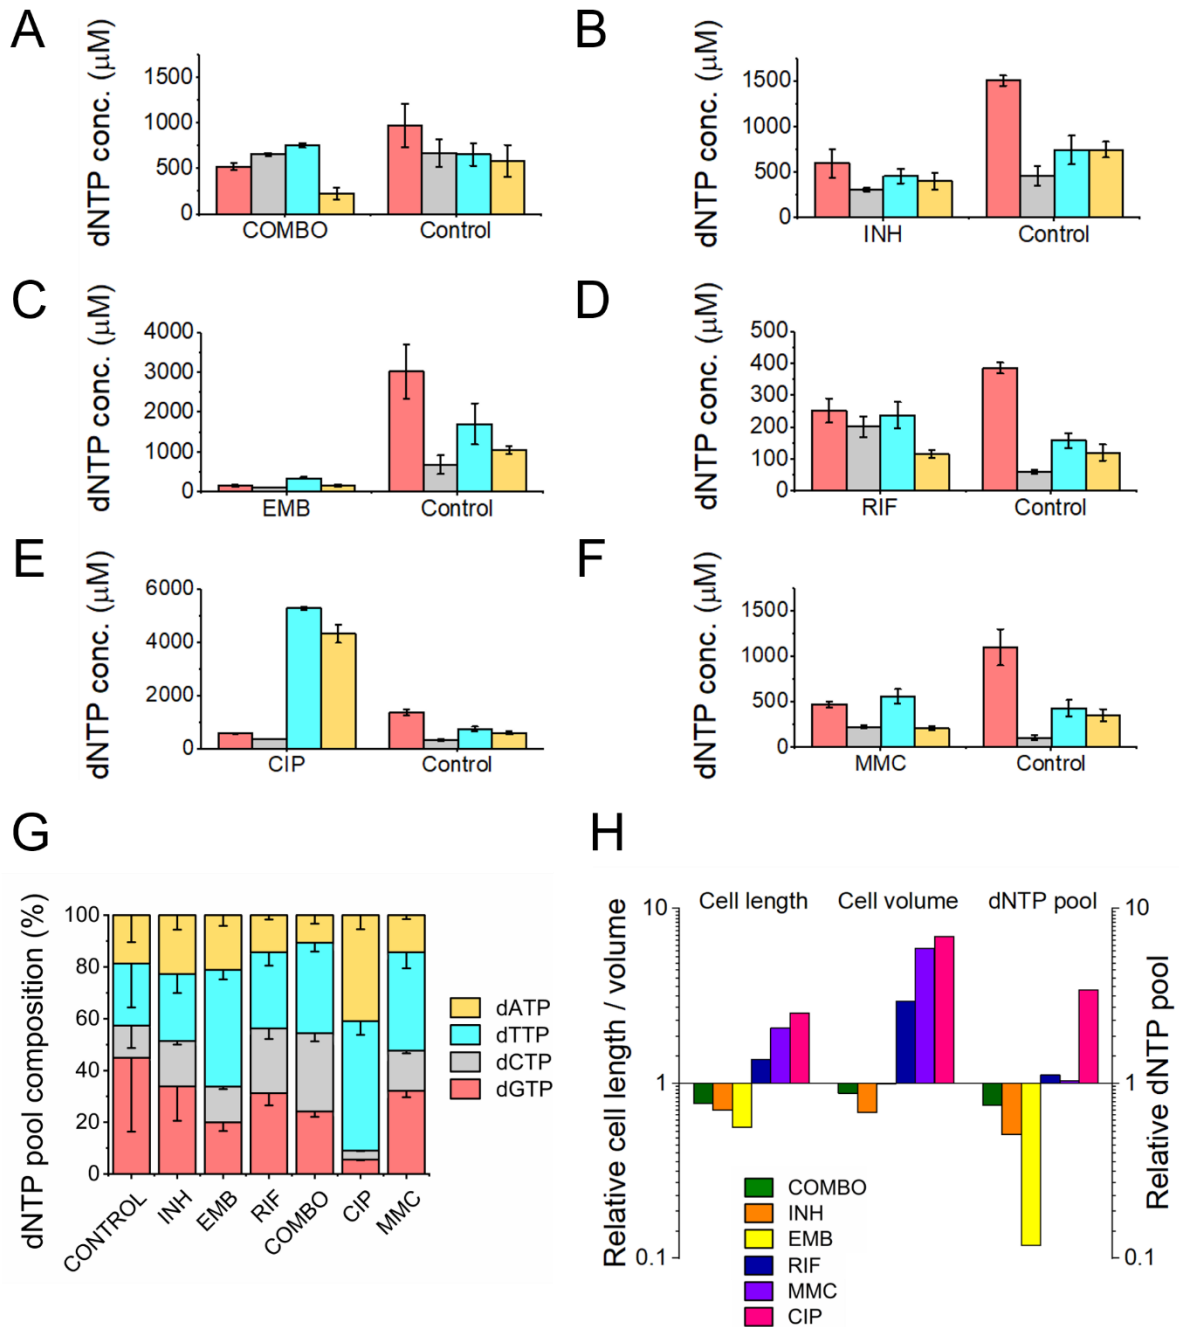 A
dNTP conc. (μM)
1500
1000
500
0
COMBO Control
B
dNTP conc. (μM)
1500
1000
500
0
INH Control
C
dNTP conc. (μM)
4000
3000
2000
1000
0
EMB Control
D
dNTP conc. (μM)
500
400
300
200
100
0
RIF Control
E
dNTP conc. (μM)
6000
4000
2000
0
CIP Control
F
dNTP conc. (μM)
1500
1000
500
0
MMC Control
G
dNTP pool composition (%)
100
80
60
40
20
0
CONTROL INH EMB RIF COMBO CIP MMC
dATP
dTTP
dCTP
dGTP
H
Cell length Cell volume dNTP pool
Relative cell length / volume
10
1
0.1
COMBO
INH
EMB
RIF
MMC
CIP
10
1
0.1
Relative dNTP pool